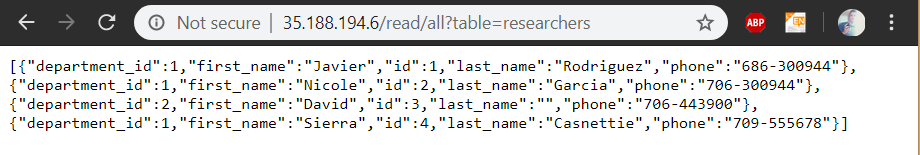 Not secure | 35.188.194.6/read/all?table=researchers ABP
[{"department_id":1,"first_name":"Javier","id":1,"last_name":"Rodriguez","phone":"686-300944"},
{"department_id":1,"first_name":"Nicole","id":2,"last_name":"Garcia","phone":"706-300944"},
{"department_id":2,"first_name":"David","id":3,"last_name":"","phone":"706-443900"},
{"department_id":1,"first_name":"Sierra","id":4,"last_name":"Casnettie","phone":"709-555678"}]